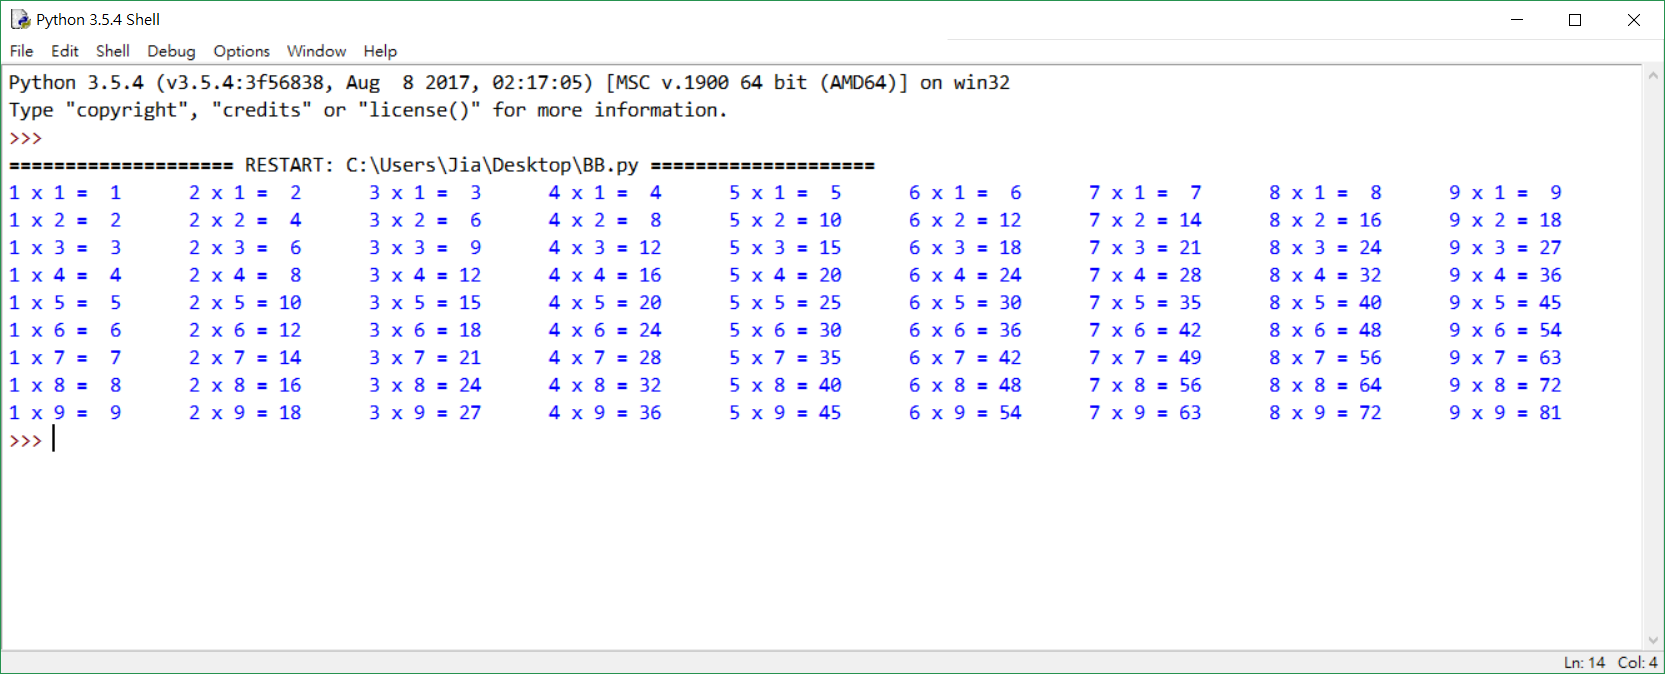 Python 3.5.4 Shell
File Edit Shell Debug Options Window Help
Python 3.5.4 (v3.5.4:3f56838, Aug  8 2017, 02:17:05) [MSC v.1900 64 bit (AMD64)] on win32
Type "copyright", "credits" or "license()" for more information.
>>>
==================== RESTART: C:\Users\Jia\Desktop\BB.py ====================
1 x 1 =  1      2 x 1 =  2      3 x 1 =  3      4 x 1 =  4      5 x 1 =  5      6 x 1 =  6      7 x 1 =  7      8 x 1 =  8      9 x 1 =  9
1 x 2 =  2      2 x 2 =  4      3 x 2 =  6      4 x 2 =  8      5 x 2 = 10      6 x 2 = 12      7 x 2 = 14      8 x 2 = 16      9 x 2 = 18
1 x 3 =  3      2 x 3 =  6      3 x 3 =  9      4 x 3 = 12      5 x 3 = 15      6 x 3 = 18      7 x 3 = 21      8 x 3 = 24      9 x 3 = 27
1 x 4 =  4      2 x 4 =  8      3 x 4 = 12      4 x 4 = 16      5 x 4 = 20      6 x 4 = 24      7 x 4 = 28      8 x 4 = 32      9 x 4 = 36
1 x 5 =  5      2 x 5 = 10      3 x 5 = 15      4 x 5 = 20      5 x 5 = 25      6 x 5 = 30      7 x 5 = 35      8 x 5 = 40      9 x 5 = 45
1 x 6 =  6      2 x 6 = 12      3 x 6 = 18      4 x 6 = 24      5 x 6 = 30      6 x 6 = 36      7 x 6 = 42      8 x 6 = 48      9 x 6 = 54
1 x 7 =  7      2 x 7 = 14      3 x 7 = 21      4 x 7 = 28      5 x 7 = 35      6 x 7 = 42      7 x 7 = 49      8 x 7 = 56      9 x 7 = 63
1 x 8 =  8      2 x 8 = 16      3 x 8 = 24      4 x 8 = 32      5 x 8 = 40      6 x 8 = 48      7 x 8 = 56      8 x 8 = 64      9 x 8 = 72
1 x 9 =  9      2 x 9 = 18      3 x 9 = 27      4 x 9 = 36      5 x 9 = 45      6 x 9 = 54      7 x 9 = 63      8 x 9 = 72      9 x 9 = 81
>>>
Ln: 14 Col: 4